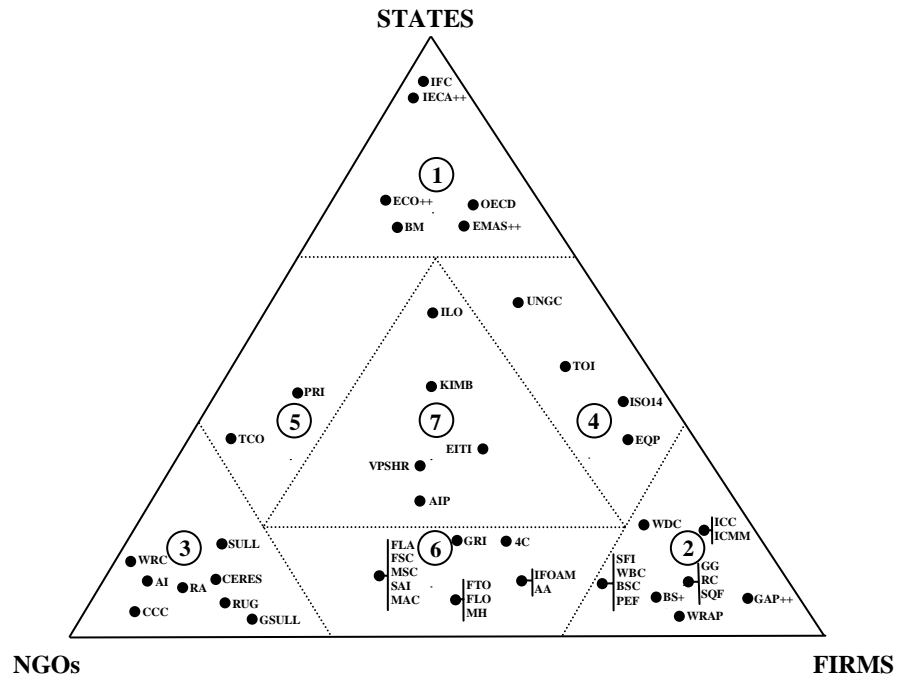 STATES
IFC
IECA++
1
ECO++
OECD
BM
EMAS++
UNGC
ILO
TOI
KIMB
PRI
ISO14
5
7
4
TCO
EQP
EITI
VPSHR
AIP
WDC
ICC
ICMM
3
SULL
6
GRI
4C
2
FLA
FSC
MSC
SAI
MAC
WRC
AI
RA
CERES
IFOAM
AA
SFI
WBC
BSC
PEF
GG
RC
SQF
FTO
FLO
MH
BS+
GAP++
CCC
RUG
GSULL
WRAP
NGOs
FIRMS